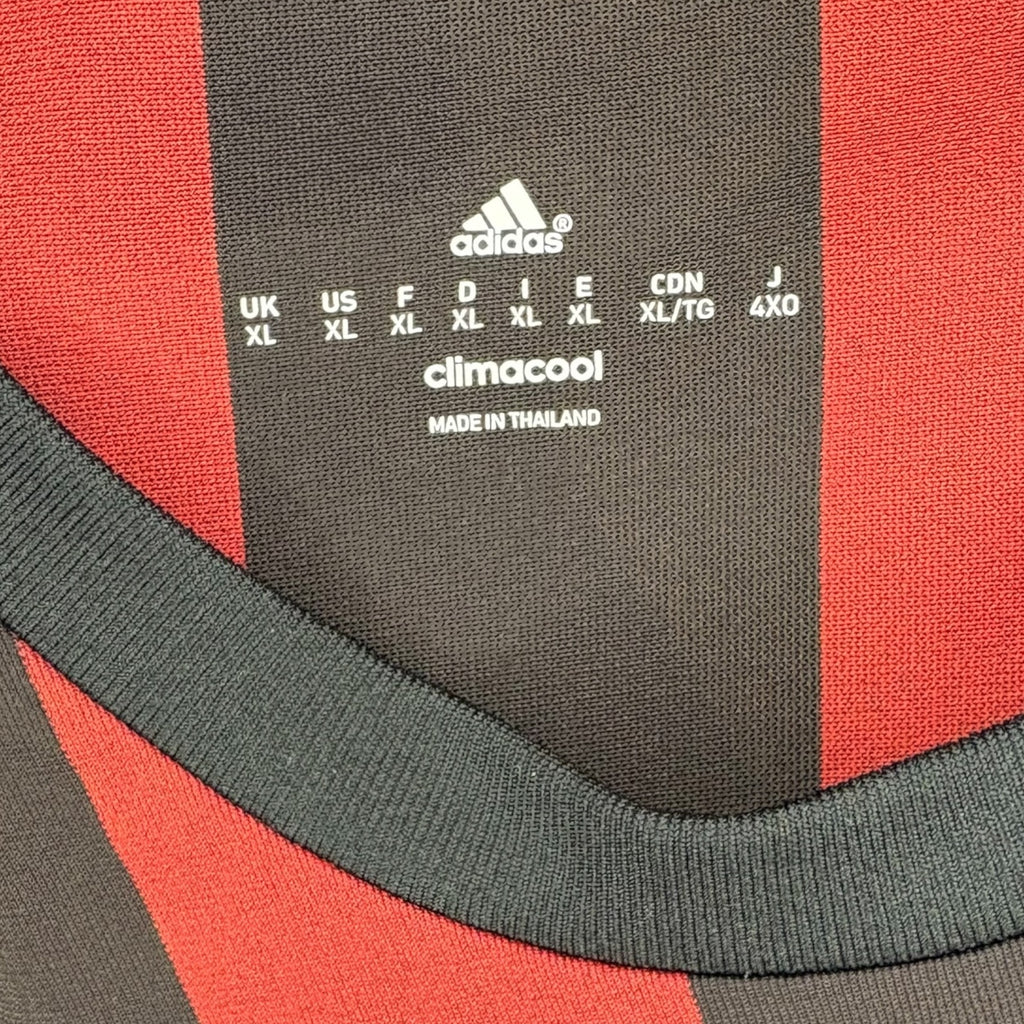 adidas®
UK US F D I E CDN J
XL XL XL XL XL XL XL/TG 4XO
climacool
MADE IN THAILAND